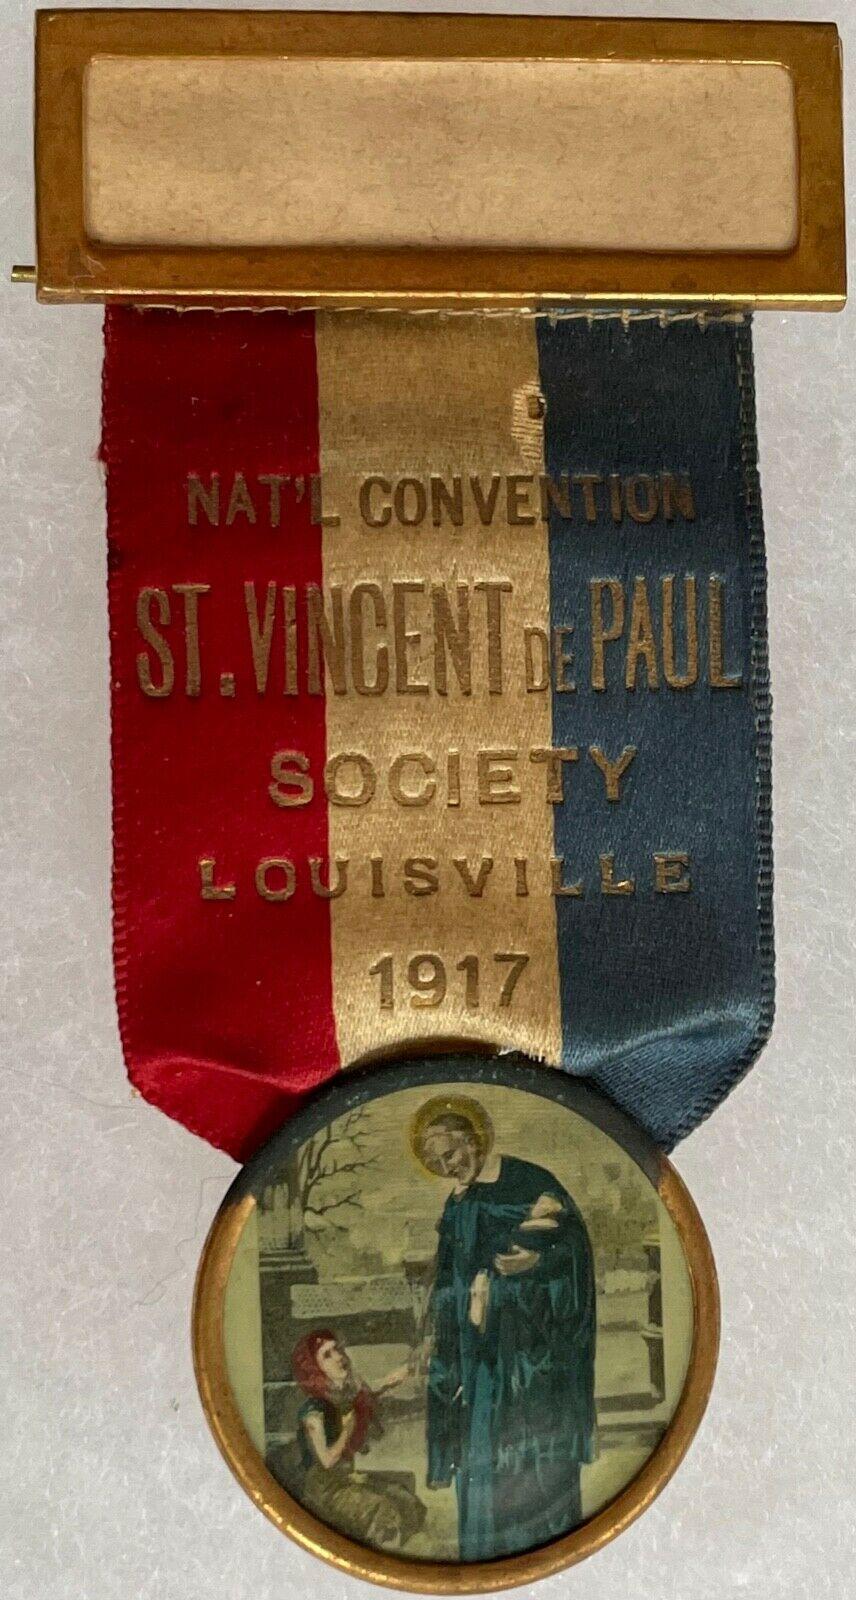 NAT'L CONVENTION
ST. VINCENT DE PAUL
SOCIETY
LOUISVILLE
1917